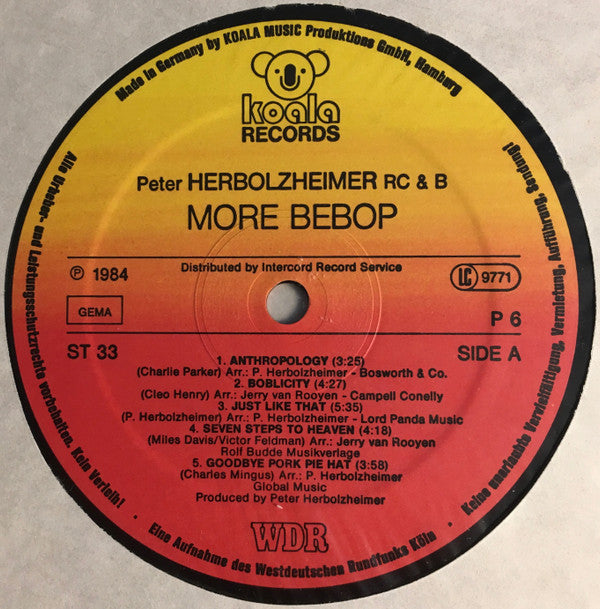 Made in Germany by KOALA MUSIC Produktions GmbH, Hamburg
koala
RECORDS
Peter HERBOLZHEIMER RC & B
MORE BEBOP
℗ 1984
Distributed by Intercord Record Service
LC 9771
GEMA
P 6
ST 33
SIDE A
1. ANTHROPOLOGY (3:25)
(Charlie Parker) Arr.: P. Herbolzheimer - Bosworth & Co.
2. BOBLICITY (4:27)
(Cleo Henry) Arr.: Jerry van Rooyen - Campell Conelly
3. JUST LIKE THAT (5:35)
(P. Herbolzheimer) Arr.: P. Herbolzheimer - Lord Panda Music
4. SEVEN STEPS TO HEAVEN (4:18)
(Miles Davis/Victor Feldman) Arr.: Jerry van Rooyen
Rolf Budde Musikverlage
5. GOODBYE PORK PIE HAT (3:58)
(Charles Mingus) Arr.: P. Herbolzheimer
Global Music
Produced by Peter Herbolzheimer
WDR
Alle Urheber- und Leistungsschutzrechte vorbehalten. Kein Verleih!
· Eine Aufnahme des Westdeutschen Rundfunks Köln ·
Keine unerlaubte Vervielfältigung, Vermietung, Aufführung, Sendung!